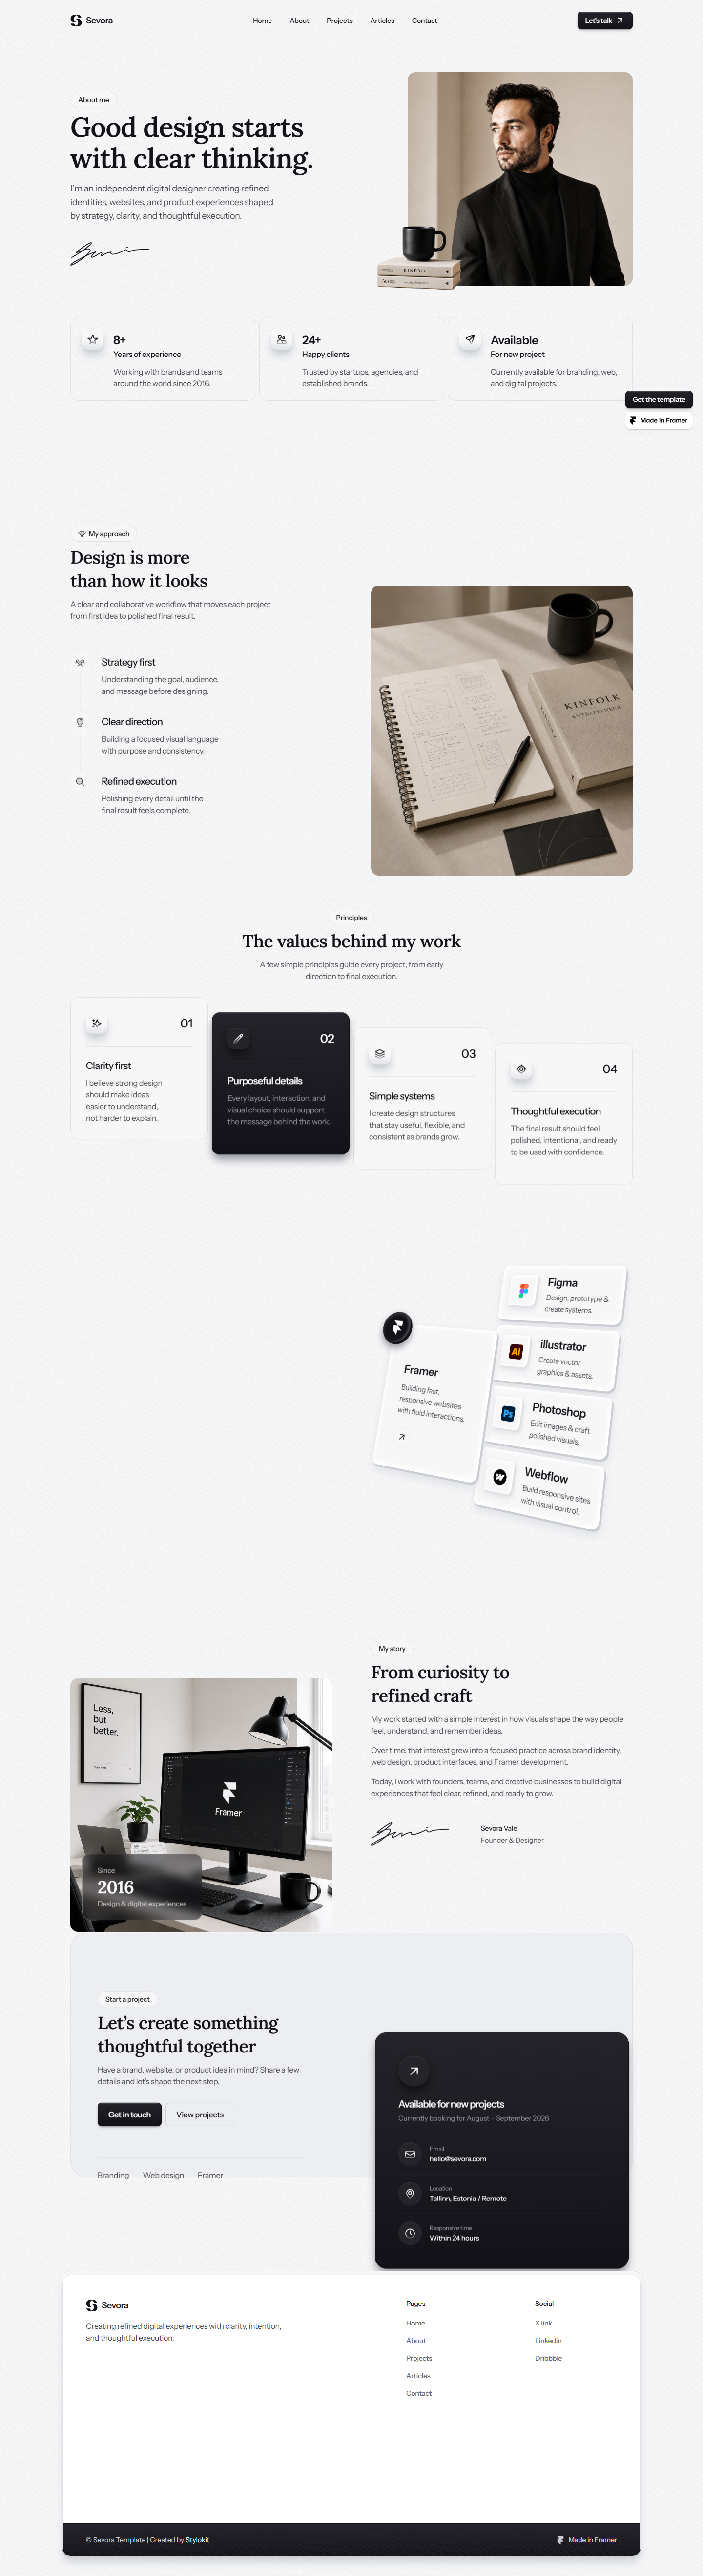 Sevora
Home
About
Projects
Articles
Contact
Let's talk
About me
Good design starts
with clear thinking.
I'm an independent digital designer creating refined
identities, websites, and product experiences shaped
by strategy, clarity, and thoughtful execution.
KINFOLK
8+
Years of experience
Working with brands and teams
around the world since 2016.
24+
Happy clients
Trusted by startups, agencies, and
established brands.
Available
For new project
Currently available for branding, web,
and digital projects.
Get the template
Made in Framer
My approach
Design is more
than how it looks
A clear and collaborative workflow that moves each project
from first idea to polished final result.
Strategy first
Understanding the goal, audience,
and message before designing.
Clear direction
Building a focused visual language
with purpose and consistency.
Refined execution
Polishing every detail until the
final result feels complete.
KINFOLK
ENTREPRENEUR
Principles
The values behind my work
A few simple principles guide every project, from early
direction to final execution.
01
Clarity first
I believe strong design
should make ideas
easier to understand,
not harder to explain.
02
Purposeful details
Every layout, interaction, and
visual choice should support
the message behind the work.
03
Simple systems
I create design structures
that stay useful, flexible, and
consistent as brands grow.
04
Thoughtful execution
The final result should feel
polished, intentional, and ready
to be used with confidence.
Framer
Building fast,
responsive websites
with fluid interactions.
Figma
Design, prototype &
create systems.
Ai
illustrator
Create vector
graphics & assets.
Ps
Photoshop
Edit images & craft
polished visuals.
Webflow
Build responsive sites
with visual control.
Less,
but
better.
Framer
Since
2016
Design & digital experiences
My story
From curiosity to
refined craft
My work started with a simple interest in how visuals shape the way people
feel, understand, and remember ideas.
Over time, that interest grew into a focused practice across brand identity,
web design, product interfaces, and Framer development.
Today, I work with founders, teams, and creative businesses to build digital
experiences that feel clear, refined, and ready to grow.
Sevora Vale
Founder & Designer
Start a project
Let's create something
thoughtful together
Have a brand, website, or product idea in mind? Share a few
details and let's shape the next step.
Get in touch
View projects
Branding
Web design
Framer
Available for new projects
Currently booking for August - September 2026
Email
hello@sevora.com
Location
Tallinn, Estonia / Remote
Responsive time
Within 24 hours
Sevora
Creating refined digital experiences with clarity, intention,
and thoughtful execution.
Pages
Home
About
Projects
Articles
Contact
Social
X link
Linkedin
Dribbble
© Sevora Template | Created by Stylokit
Made in Framer